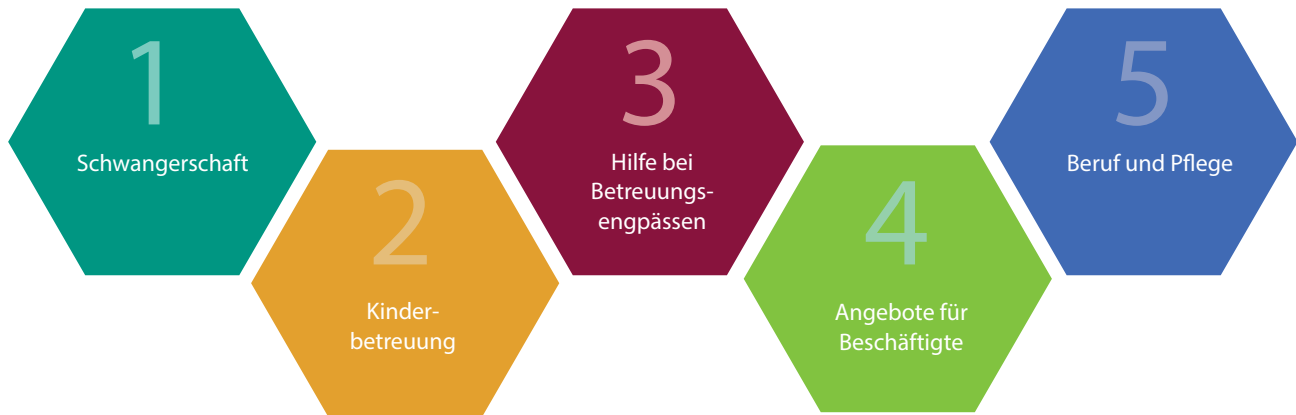 1
Schwangerschaft
2
Kinder-
betreuung
3
Hilfe bei
Betreuungs-
engpässen
4
Angebote für
Beschäftigte
5
Beruf und Pflege